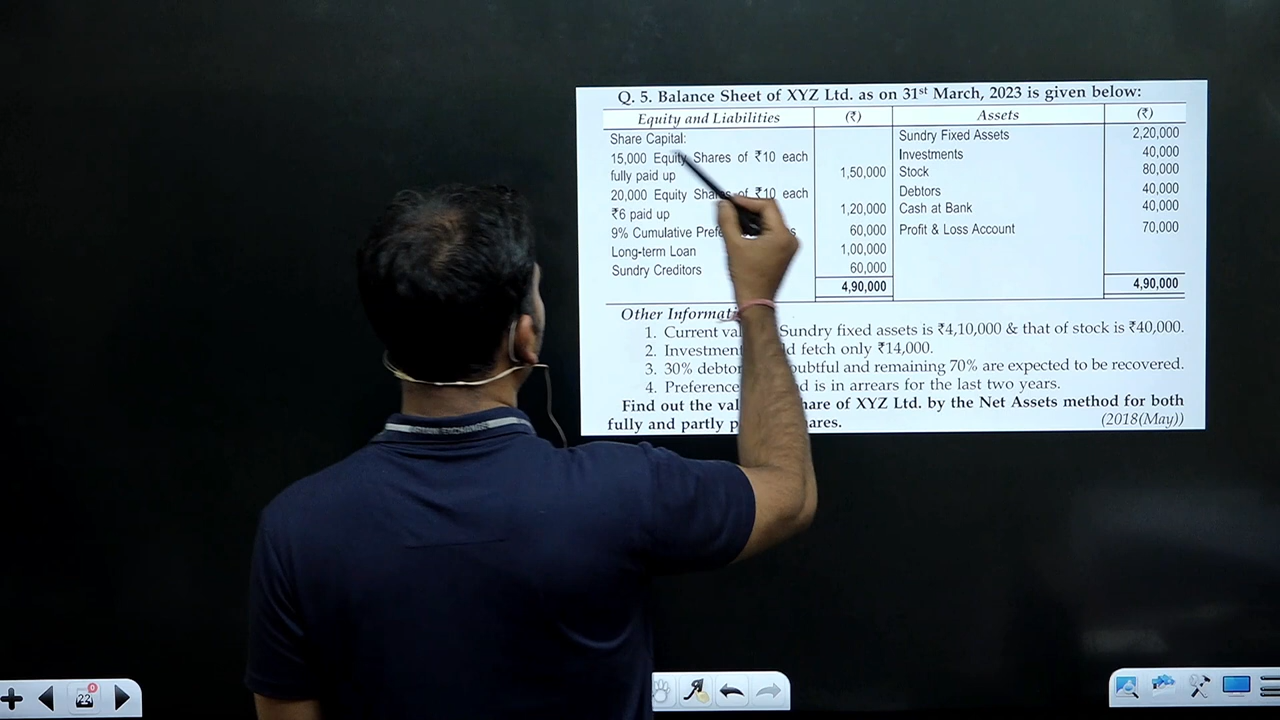 Q. 5. Balance Sheet of XYZ Ltd. as on 31st March, 2023 is given below:
Equity and Liabilities (₹) Assets (₹)
Share Capital: Sundry Fixed Assets 2,20,000
15,000 Equity Shares of ₹10 each Investments 40,000
fully paid up 1,50,000 Stock 80,000
20,000 Equity Shares of ₹10 each Debtors 40,000
₹6 paid up 1,20,000 Cash at Bank 40,000
9% Cumulative 60,000 Profit & Loss Account 70,000
Long-term Loan 1,00,000
Sundry Creditors 60,000
4,90,000 4,90,000
Other
1. Current Sundry fixed assets is ₹4,10,000 & that of stock is ₹40,000.
2. fetch only ₹14,000.
3. 30% and remaining 70% are expected to be recovered.
4. Preference is in arrears for the last two years.
Find out the of XYZ Ltd. by the Net Assets method for both
fully and partly (2018(May))
22
0